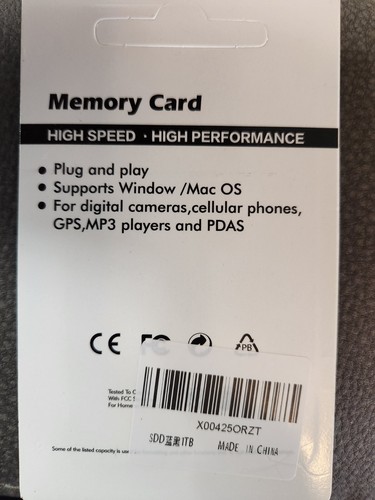 Memory Card
HIGH SPEED · HIGH PERFORMANCE
• Plug and play
• Supports Window /Mac OS
• For digital cameras,cellular phones,
GPS,MP3 players and PDAS
CE FC PB
Tested To C
With FCC S
For Home
X00425ORZT
SDD蓝黑1TB MADE IN CHINA
Some of the listed capacity is use